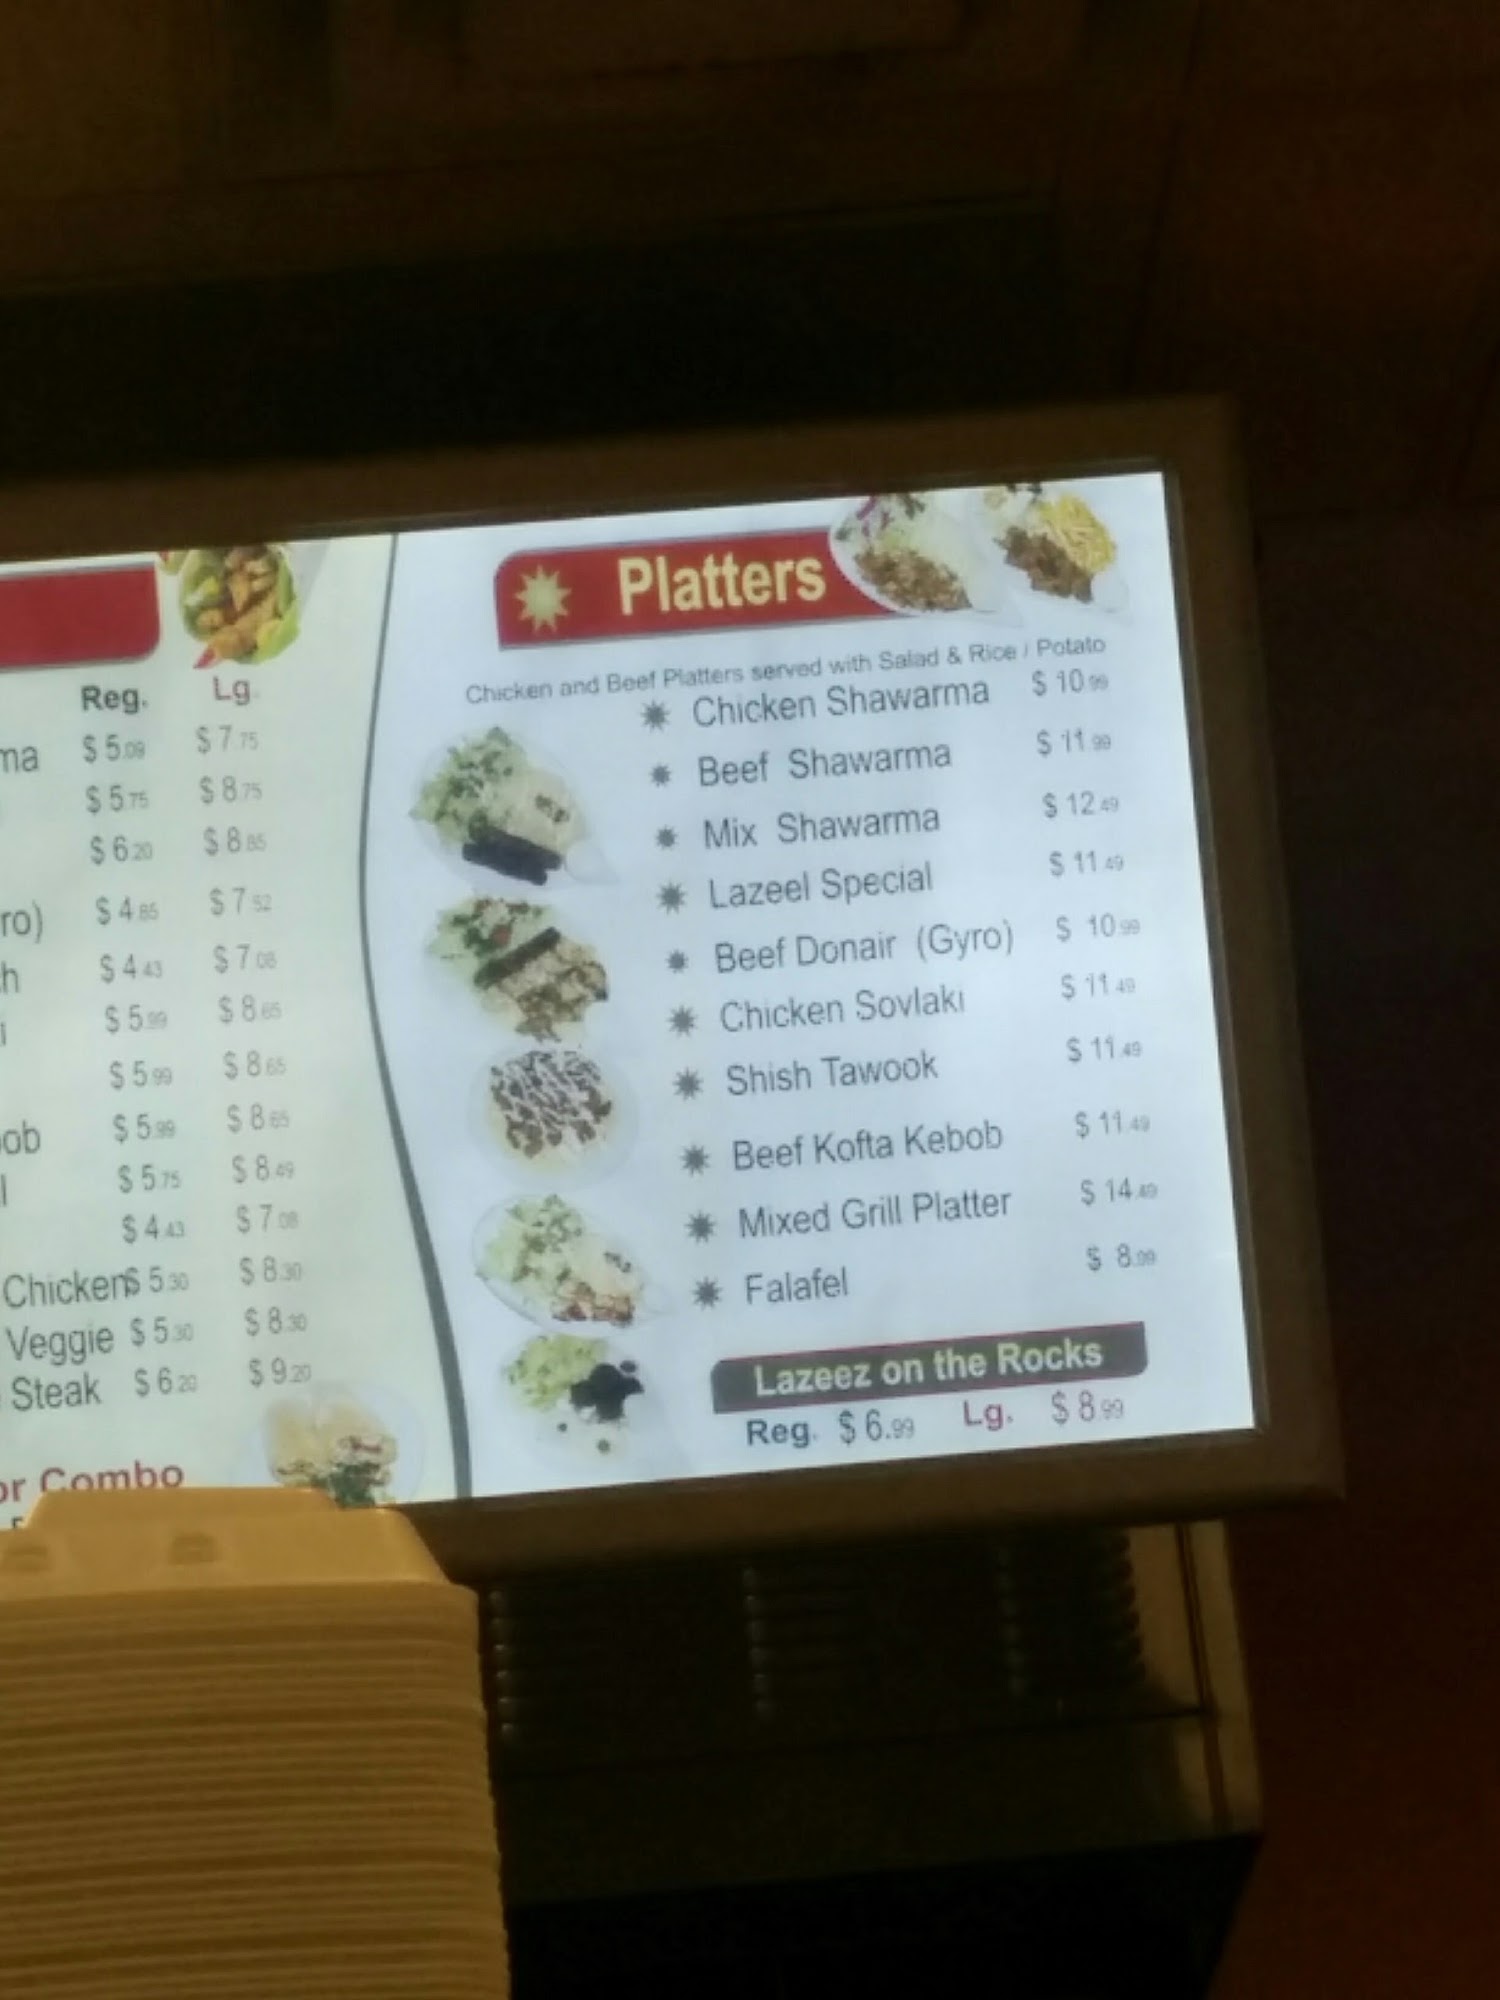 Reg. Lg.
ma $ 5.09 $ 7.75
$ 5.75 $ 8.75
$ 6.20 $ 8.85
ro) $ 4.85 $ 7.52
h $ 4.43 $ 7.08
i $ 5.99 $ 8.65
$ 5.99 $ 8.65
ob $ 5.99 $ 8.65
l $ 5.75 $ 8.49
$ 4.43 $ 7.08
Chicken $ 5.30 $ 8.30
Veggie $ 5.30 $ 8.30
Steak $ 6.20 $ 9.20
or Combo
Platters
Chicken and Beef Platters served with Salad & Rice / Potato
Chicken Shawarma $ 10.99
Beef Shawarma $ 11.99
Mix Shawarma $ 12.49
Lazeel Special $ 11.49
Beef Donair (Gyro) $ 10.99
Chicken Sovlaki $ 11.49
Shish Tawook $ 11.49
Beef Kofta Kebob $ 11.49
Mixed Grill Platter $ 14.49
Falafel $ 8.99
Lazeez on the Rocks
Reg. $ 6.99 Lg. $ 8.99